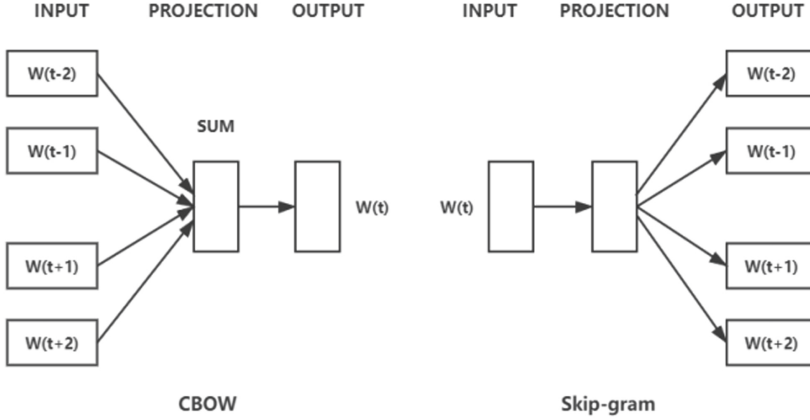 INPUT PROJECTION OUTPUT
W(t-2)
W(t-1)
SUM
W(t)
W(t+1)
W(t+2)
CBOW
INPUT PROJECTION OUTPUT
W(t)
W(t-2)
W(t-1)
W(t+1)
W(t+2)
Skip-gram